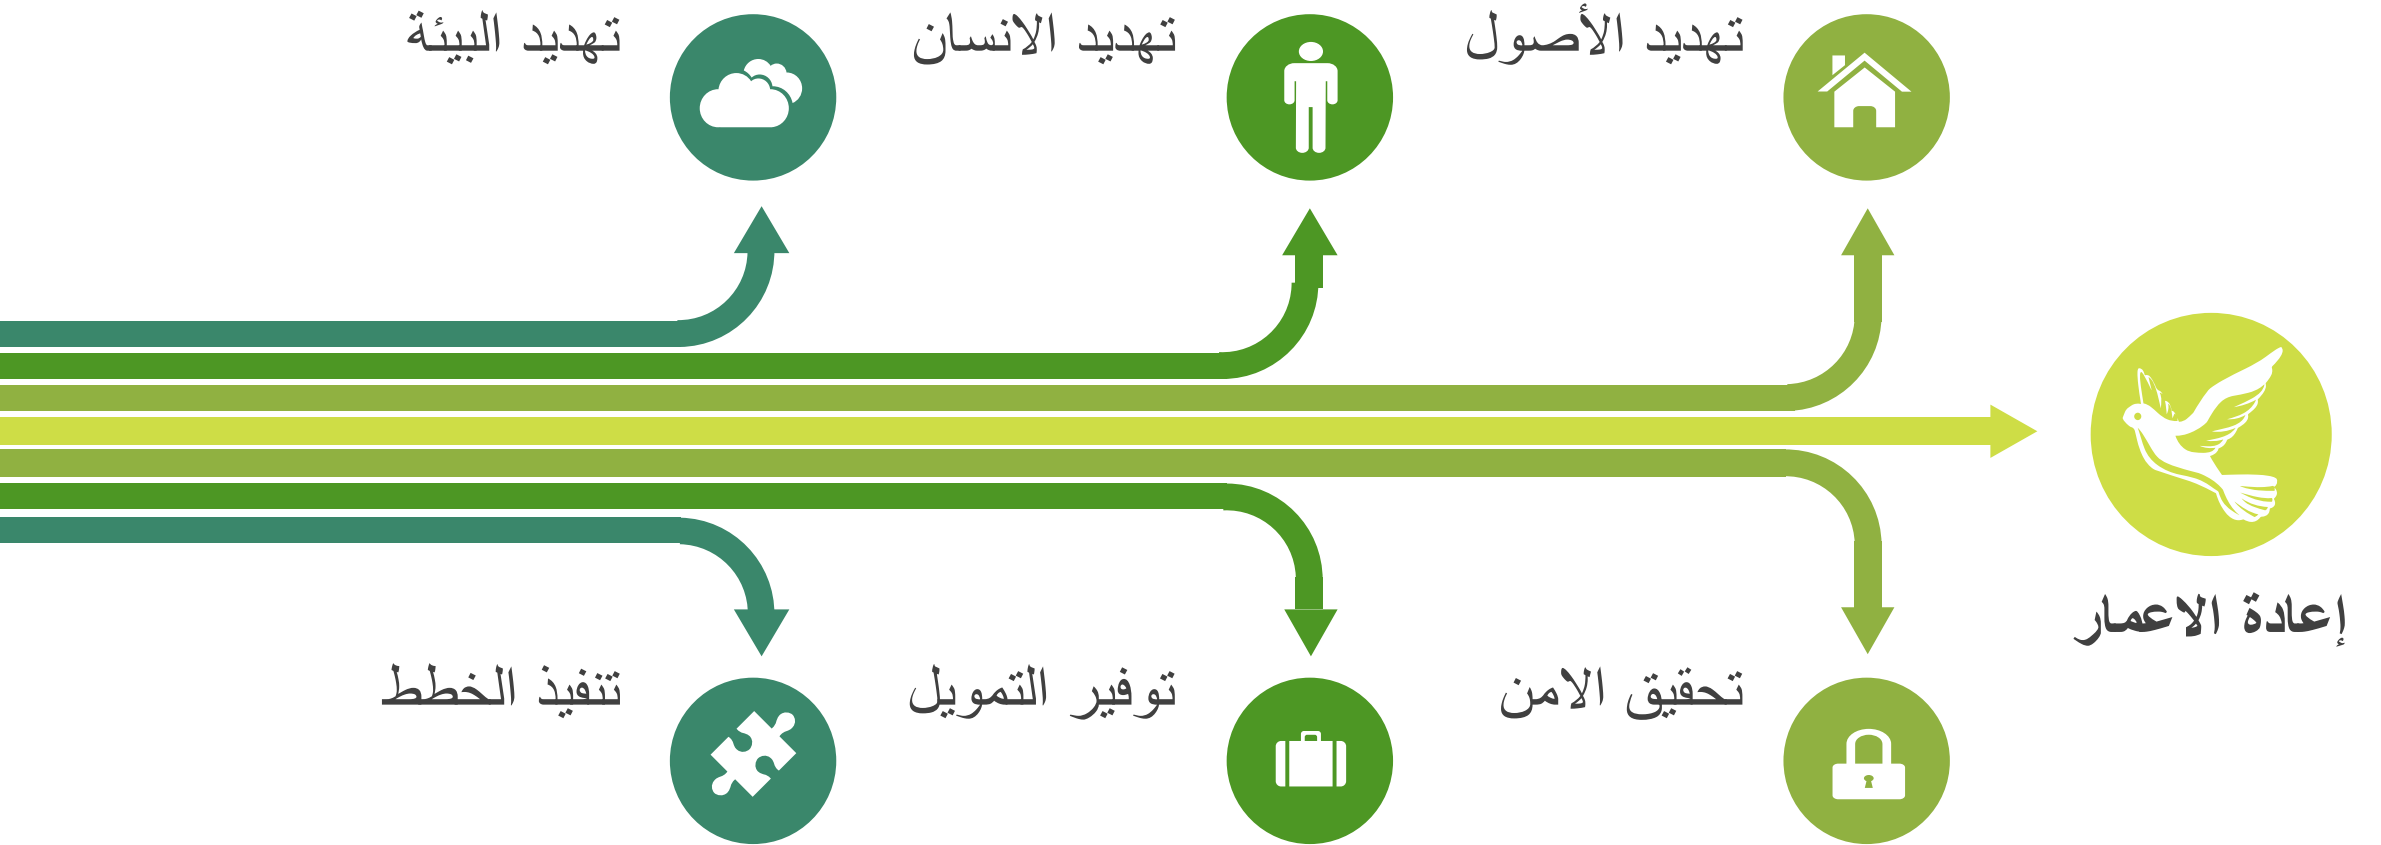 تهديد الأصول
تهديد الانسان
تهديد البيئة
إعادة الاعمار
تحقيق الامن
توفير التمويل
تنفيذ الخطط